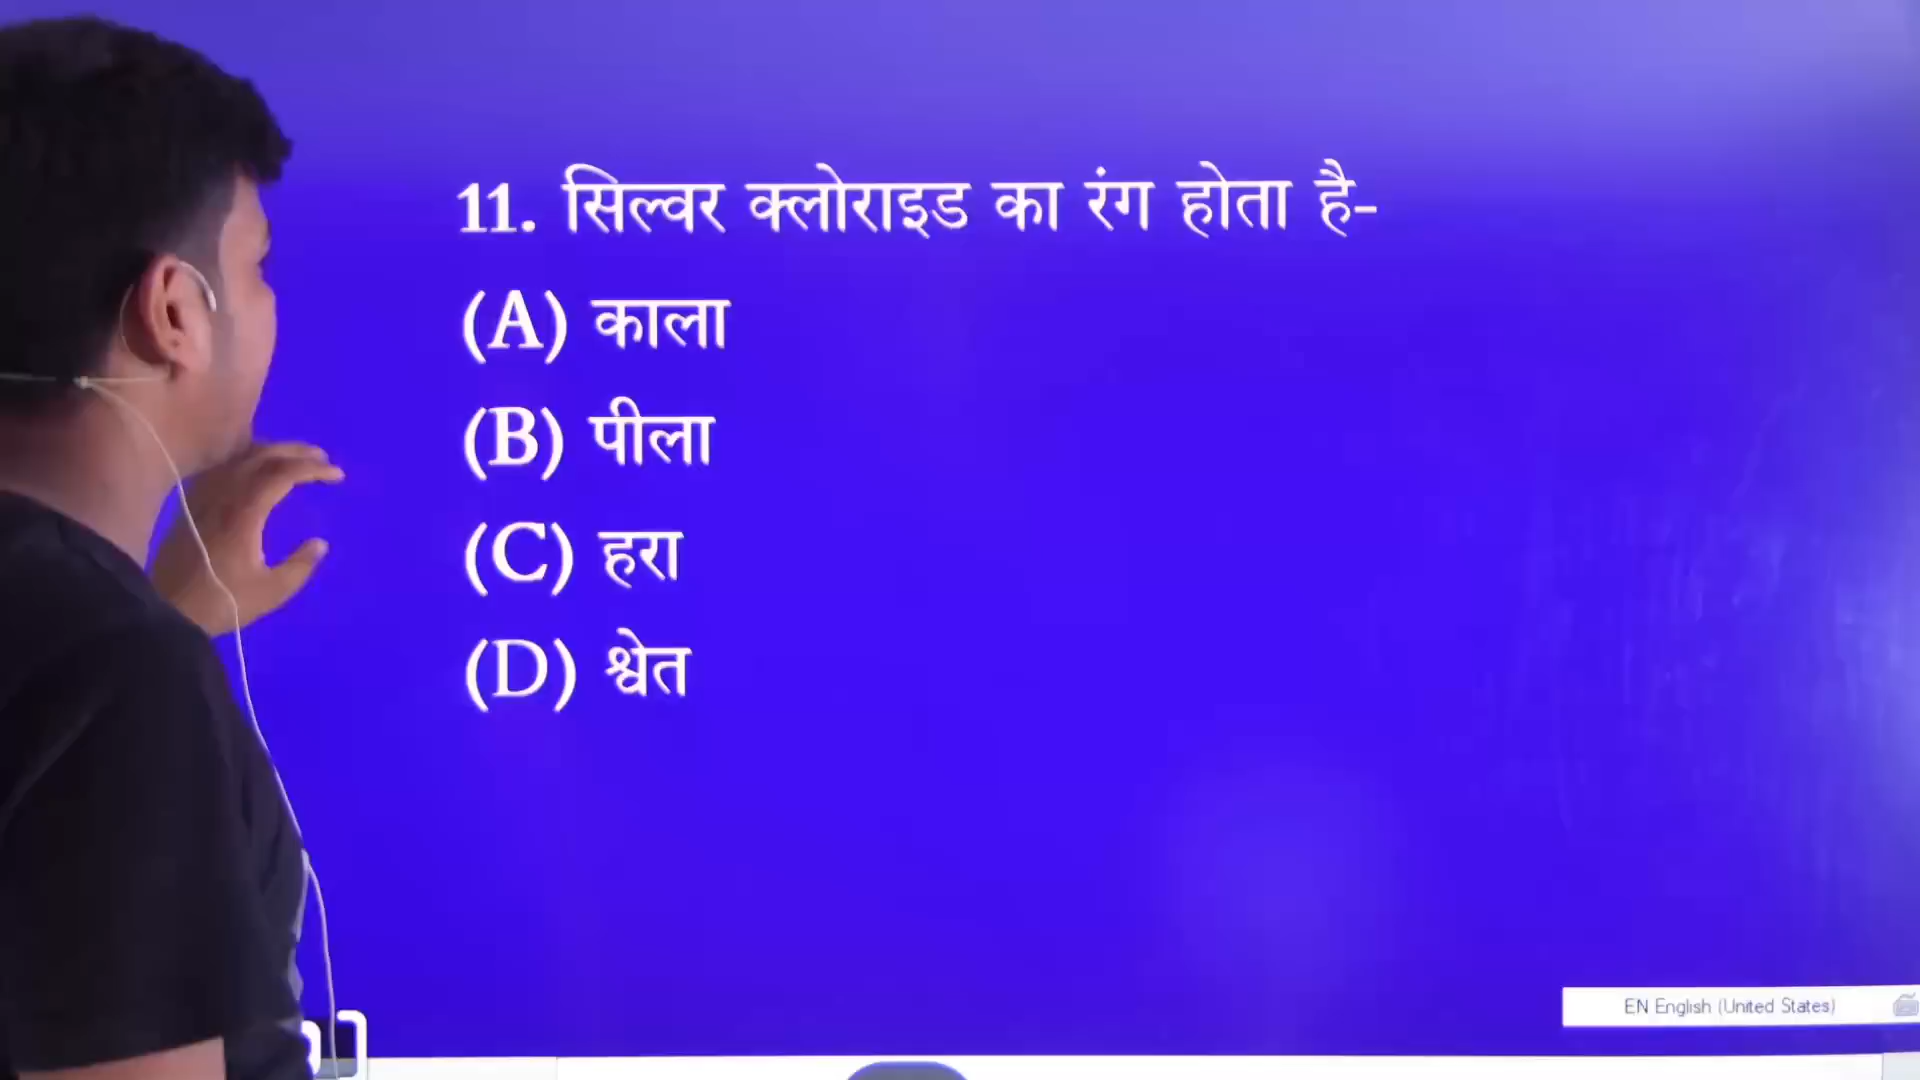 11. सिल्वर क्लोराइड का रंग होता है-
(A) काला
(B) पीला
(C) हरा
(D) श्वेत
EN English (United States)